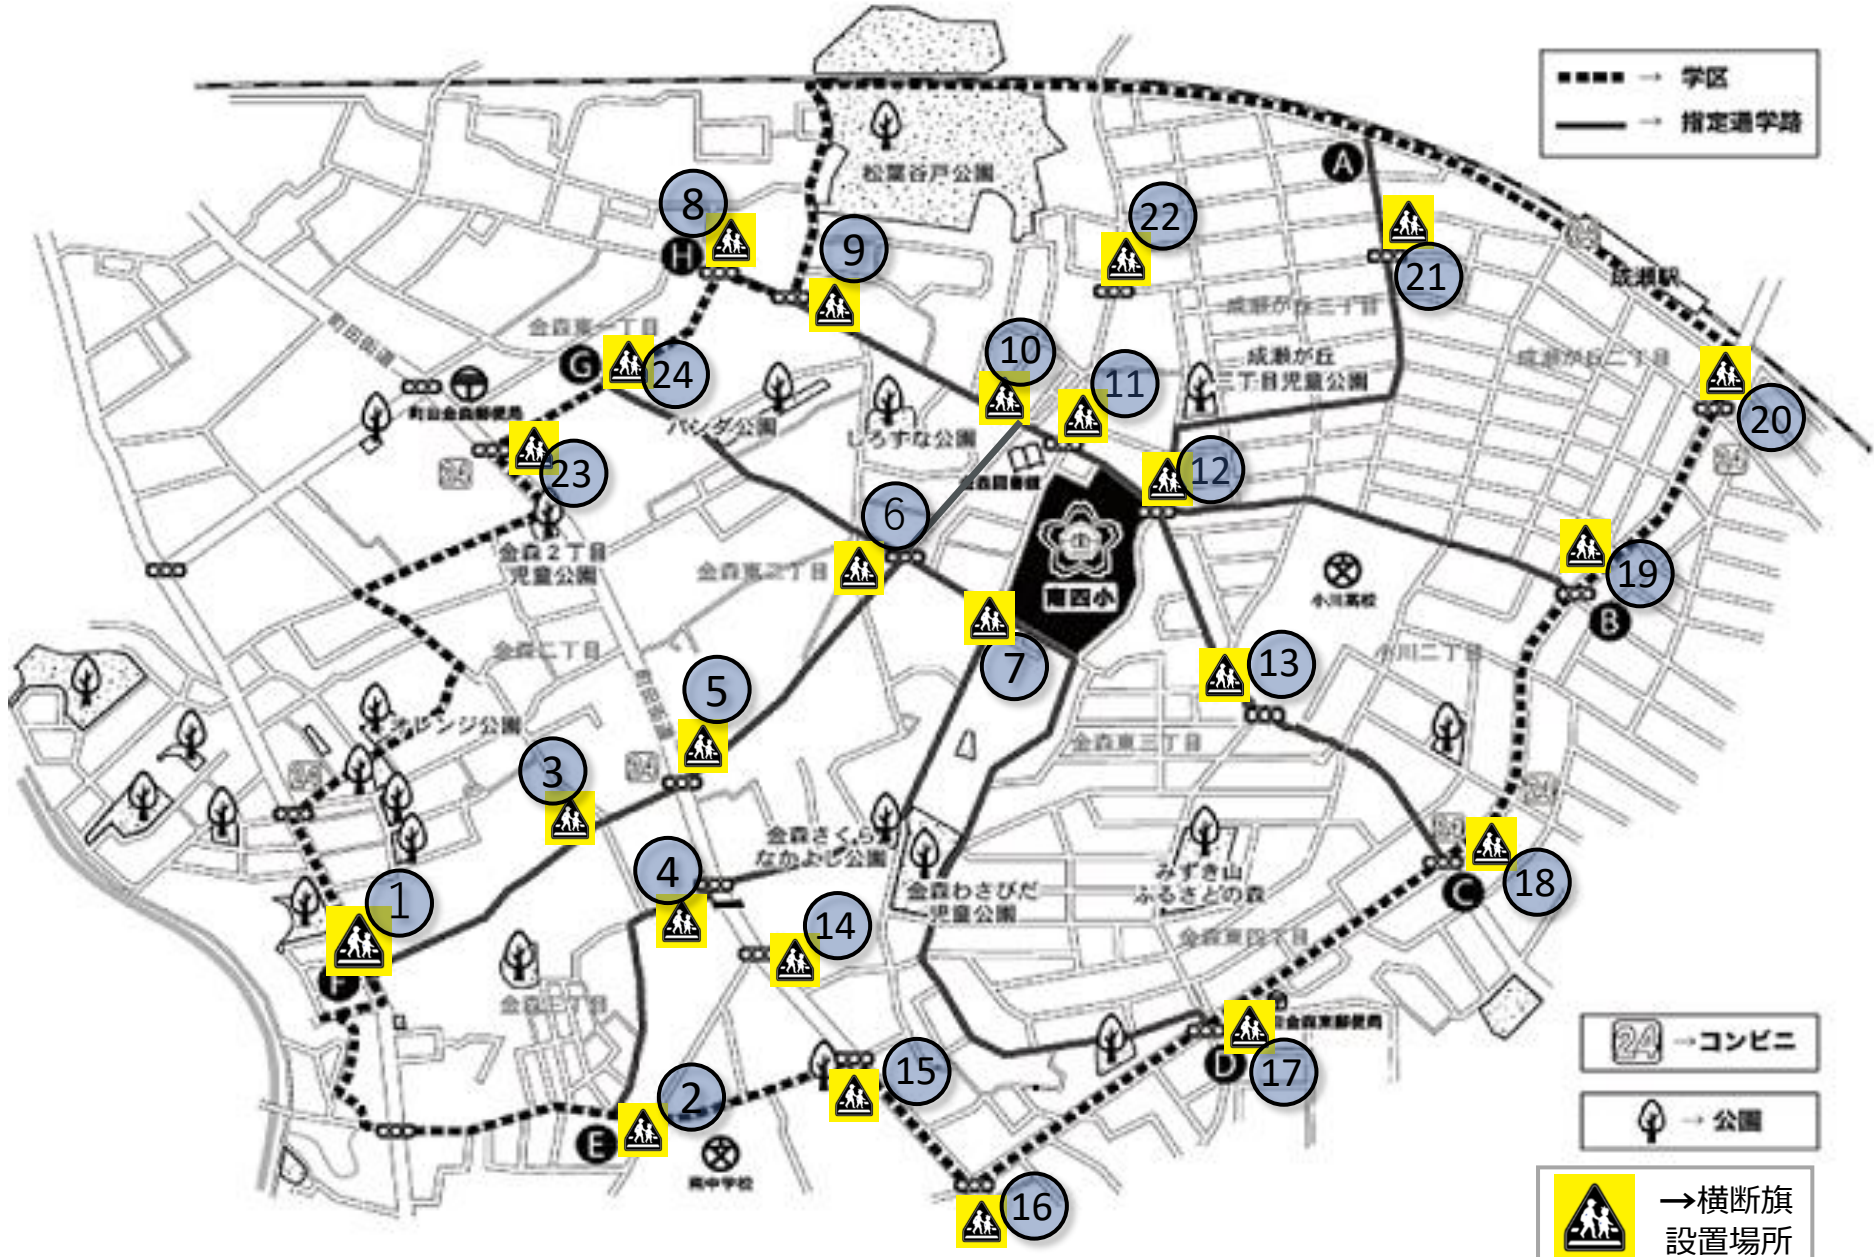 学区
指定通学路
A
松葉谷戸公園
8
22
H
9
21
成瀬駅
町田街道
金森東一丁目
成瀬が丘三丁目
10
成瀬が丘
三丁目児童公園
成瀬が丘二丁目
G
24
11
20
町田金森郵便局
パンダ公園
しろすな公園
24
23
金森図書館
12
24
6
金森2丁目
児童公園
金森東二丁目
南四小
小川高校
19
B
金森二丁目
7
13
小川二丁目
5
オレンジ公園
町田街道
金森東三丁目
3
24
24
24
金森さくら
なかよし公園
24
4
みずき山
ふるさとの森
18
C
1
金森わさびだ
児童公園
14
金森東四丁目
F
金森三丁目
金森東郵便局
15
D
17
2
E
南中学校
16
24
→コンビニ
→公園
→横断旗
設置場所